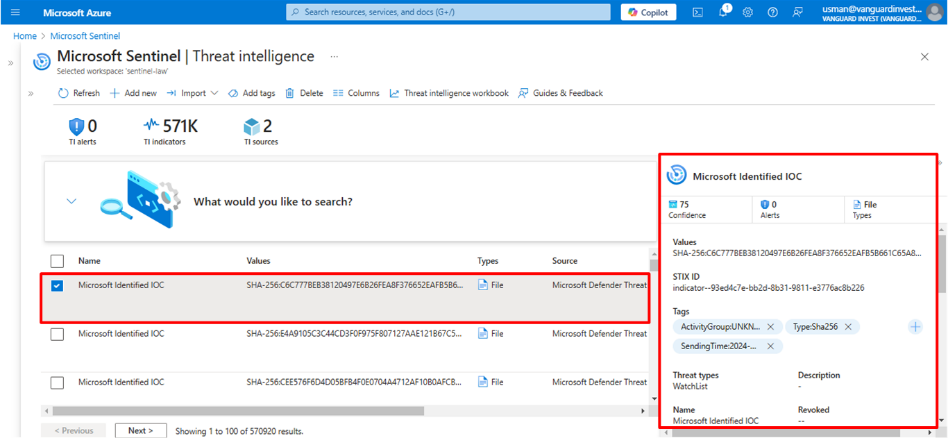 Microsoft Azure
Search resources, services, and docs (G+/)
Copilot
1
usman@vanguardinvest...
VANGUARD INVEST (VANGUARD...
Home > Microsoft Sentinel
Microsoft Sentinel | Threat intelligence ...
Selected workspace: 'sentinel-law'
Refresh
Add new
Import
Add tags
Delete
Columns
Threat intelligence workbook
Guides & Feedback
0
TI alerts
571K
TI indicators
2
TI sources
What would you like to search?
Name Values Types Source
Microsoft Identified IOC SHA-256:C6C777BEB38120497E6B26FEA8F376652EAFB5B6... File Microsoft Defender Threat
Microsoft Identified IOC SHA-256:E4A9105C3C44CD3F0F975F807127AAE121B67C5... File Microsoft Defender Threat
Microsoft Identified IOC SHA-256:CEE576F6D4D05BFB4F0E0704A4712AF10B0AFC8... File Microsoft Defender Threat
< Previous
Next >
Showing 1 to 100 of 570920 results.
Microsoft Identified IOC
75
Confidence
0
Alerts
File
Types
Values
SHA-256:C6C777BEB38120497E6B26FEA8F376652EAFB5B661C65A8...
STIX ID
indicator--93ed4c7e-bb2d-8b31-9811-e3776ac8b226
Tags
ActivityGroup:UNKN...
Type:Sha256
SendingTime:2024-...
Threat types Description
WatchList -
Name Revoked
Microsoft Identified IOC --